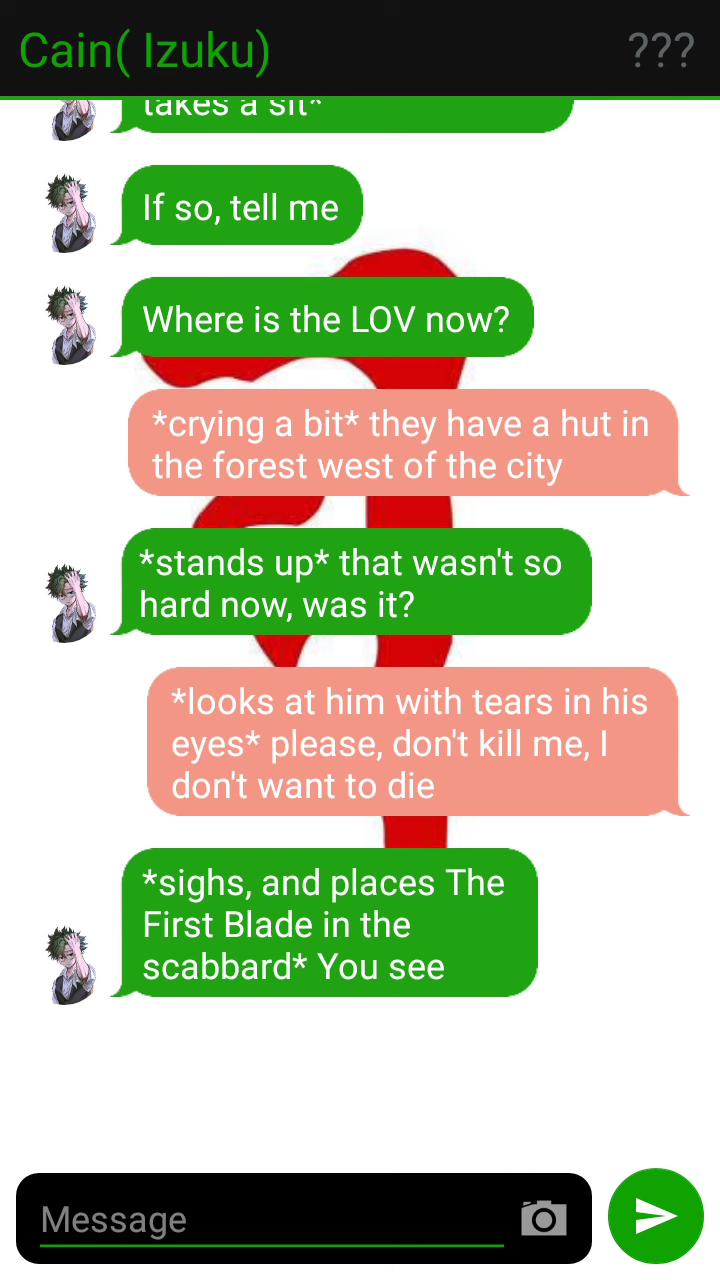 Cain( Izuku)
???
takes a sit*
If so, tell me
Where is the LOV now?
*crying a bit* they have a hut in
the forest west of the city
*stands up* that wasn't so
hard now, was it?
*looks at him with tears in his
eyes* please, don't kill me, I
don't want to die
*sighs, and places The
First Blade in the
scabbard* You see
Message